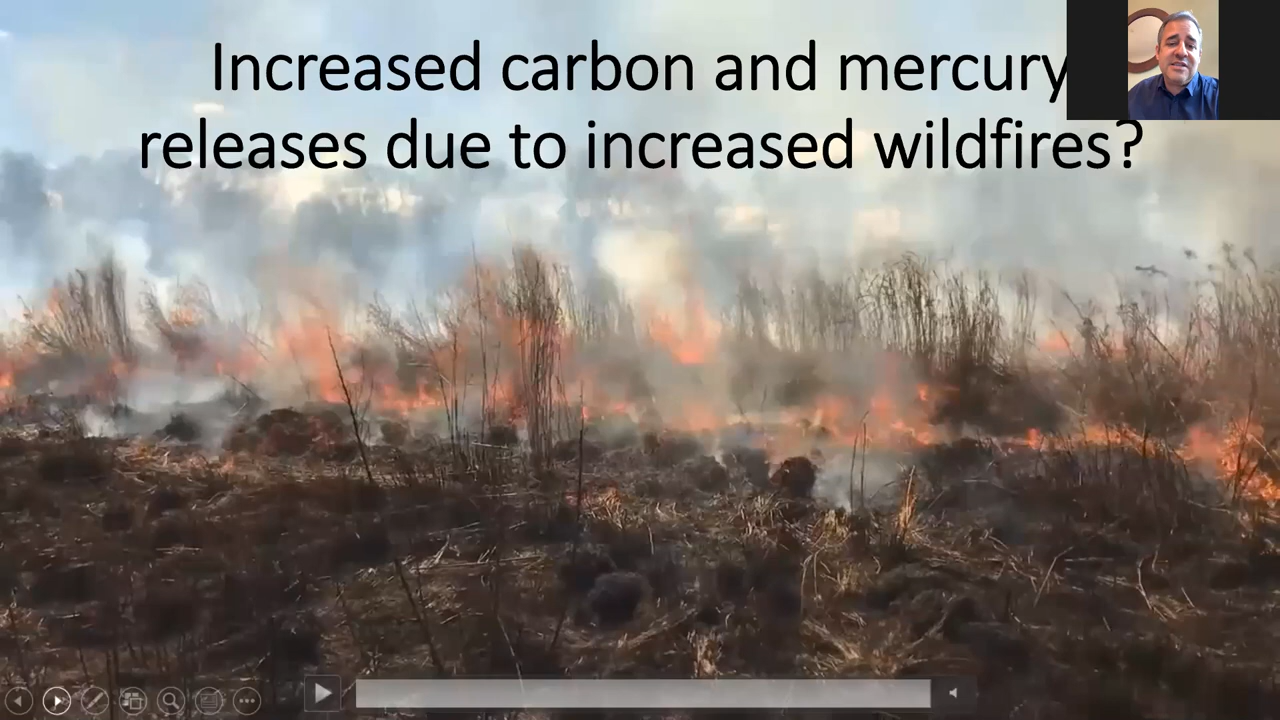 Increased carbon and mercury
releases due to increased wildfires?